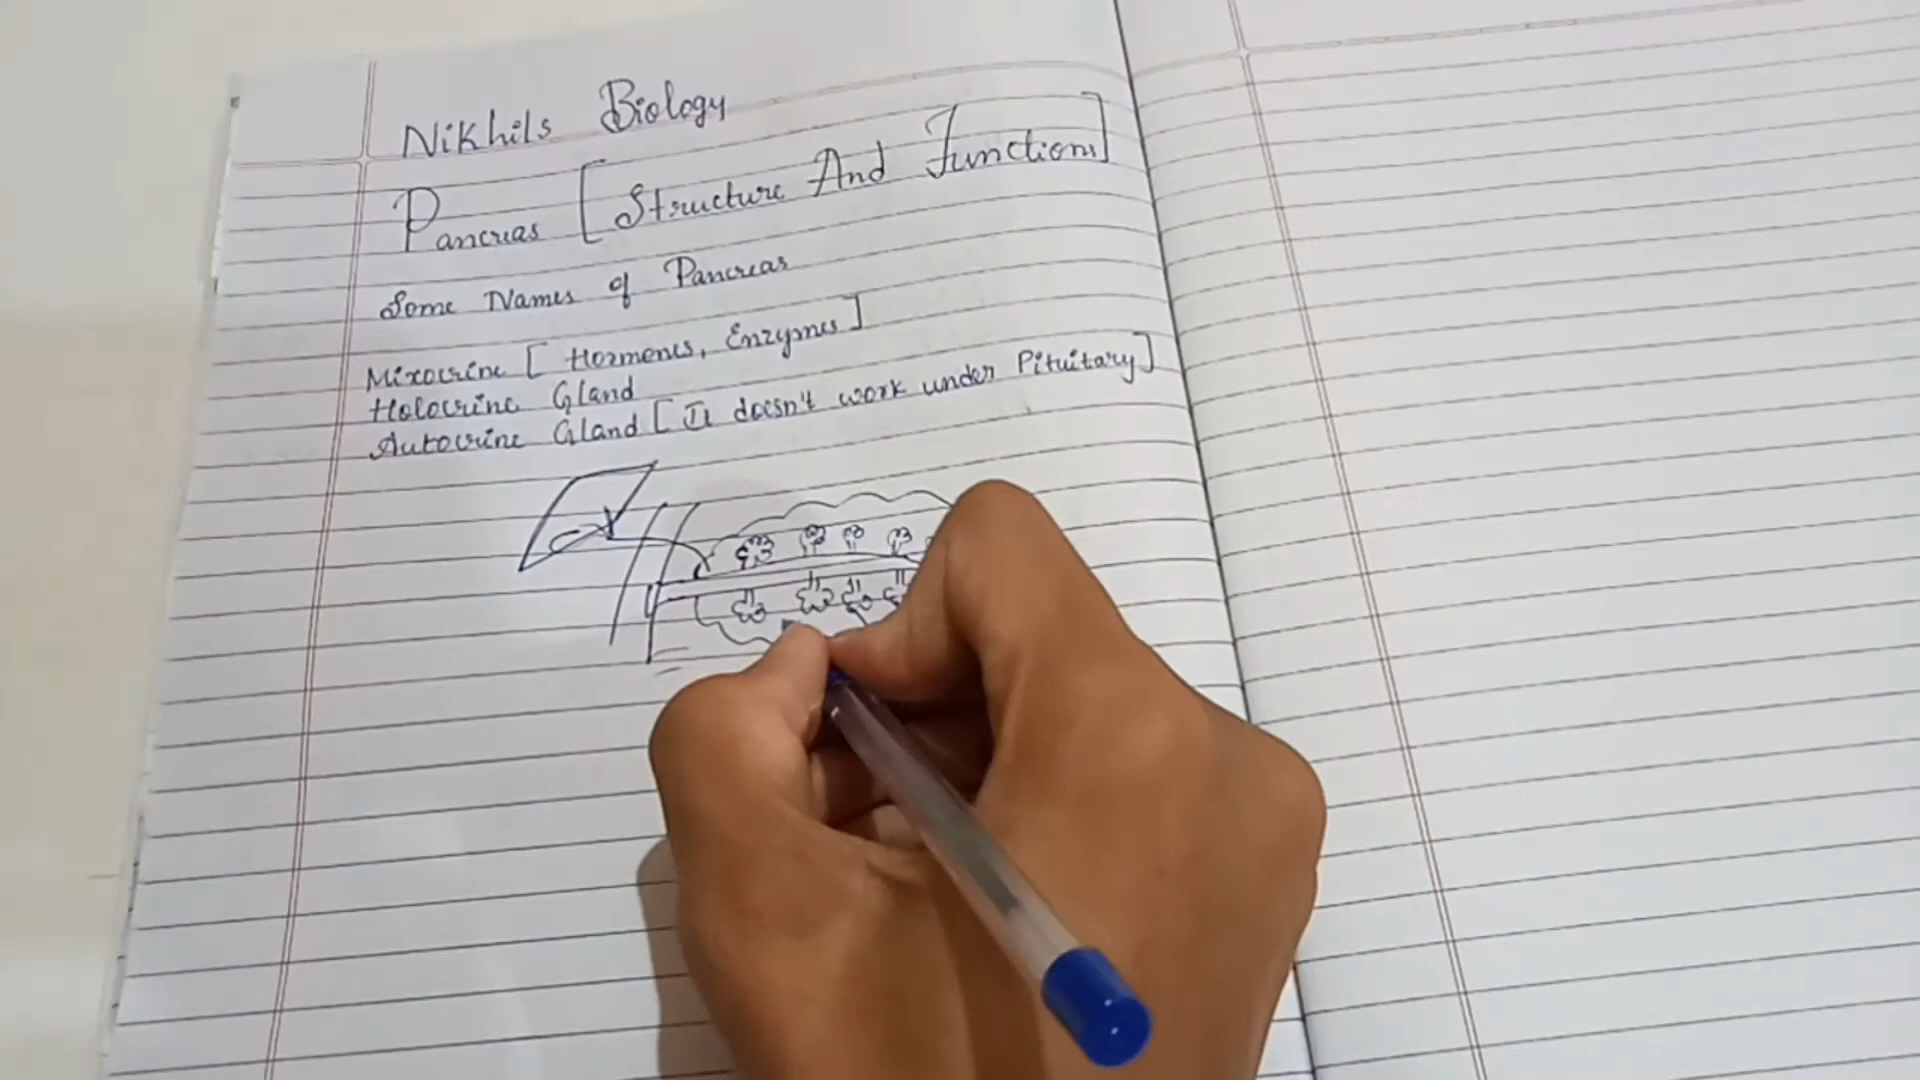 Nikhils Biology
Pancreas [Structure And Functions]
Some Names of Pancreas
Mixocrine [Hormones, Enzymes]
Holocrine Gland
Autocrine Gland [It doesn't work under Pituitary]